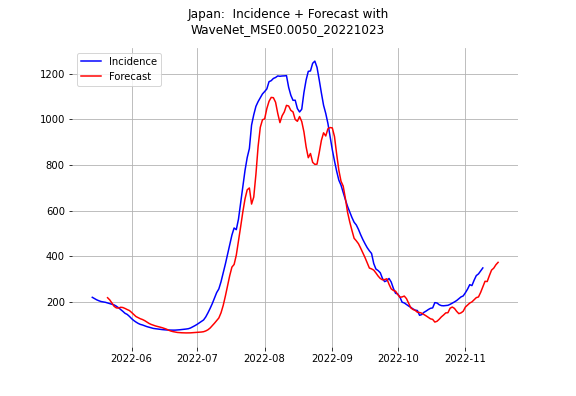 Japan:  Incidence + Forecast with
WaveNet_MSE0.0050_20221023
Incidence
Forecast
1200
1000
800
600
400
200
2022-06 2022-07 2022-08 2022-09 2022-10 2022-11